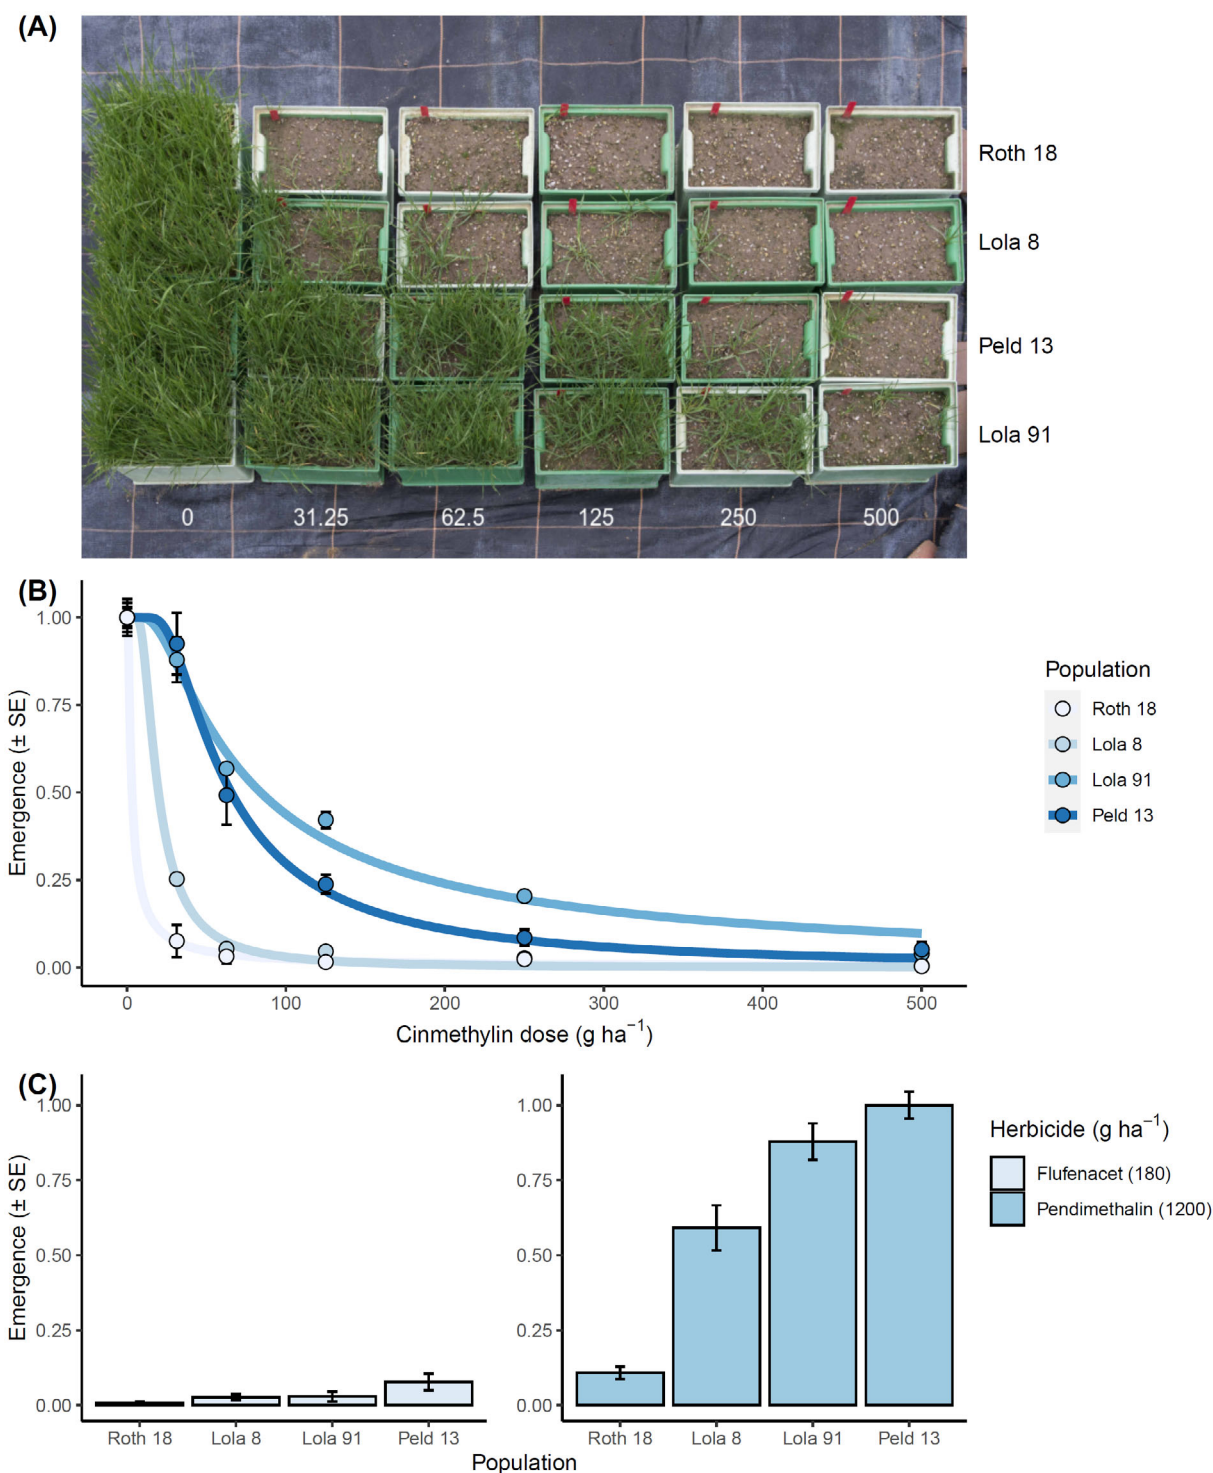 (A)
Roth 18
Lola 8
Peld 13
Lola 91
0 31.25 62.5 125 250 500
(B)
1.00
0.75
0.50
0.25
0.00
Emergence (± SE)
0 100 200 300 400 500
Cinmethylin dose (g ha⁻¹)
Population
Roth 18
Lola 8
Lola 91
Peld 13
(C)
1.00
0.75
0.50
0.25
0.00
Emergence (± SE)
Roth 18 Lola 8 Lola 91 Peld 13
1.00
0.75
0.50
0.25
0.00
Roth 18 Lola 8 Lola 91 Peld 13
Population
Herbicide (g ha⁻¹)
Flufenacet (180)
Pendimethalin (1200)